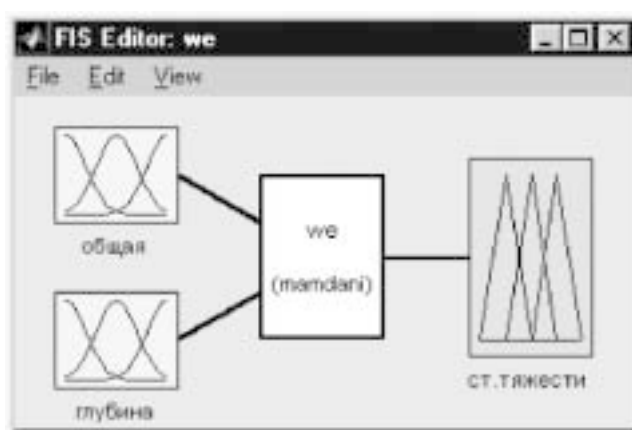 FIS Editor: we
File Edit View
общая
we
(mamdani)
глубина
ст.тяжести